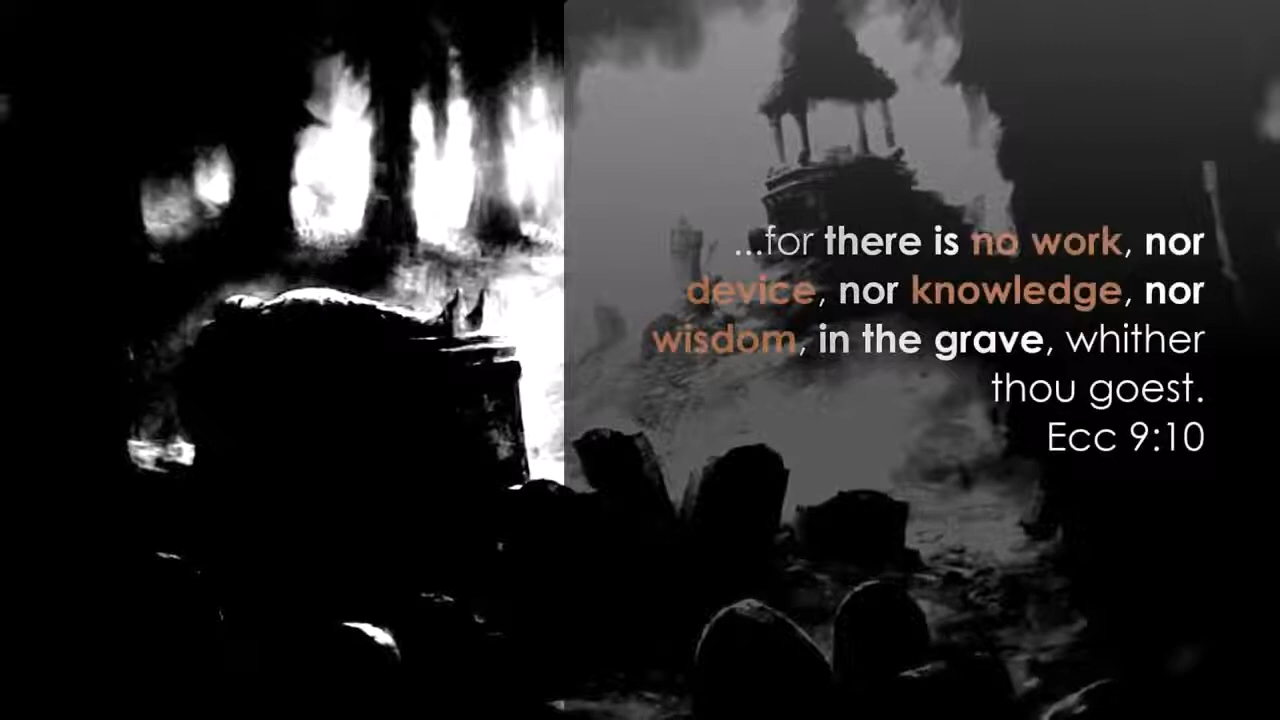 ...for there is no work, nor
device, nor knowledge, nor
wisdom, in the grave, whither
thou goest.
Ecc 9:10